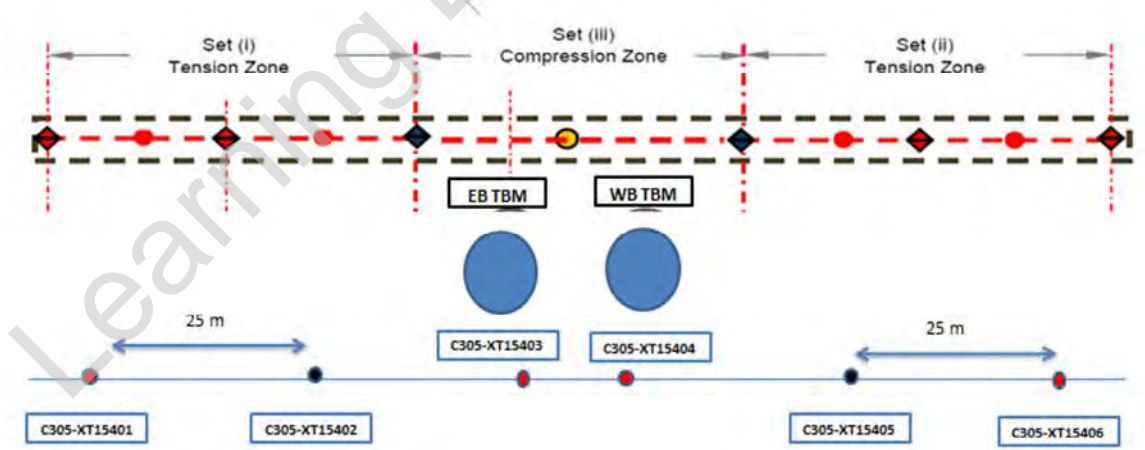 Set (i)
Tension Zone
Set (iii)
Compression Zone
Set (ii)
Tension Zone
EB TBM
WB TBM
C305-XT15403
C305-XT15404
25 m
25 m
C305-XT15401
C305-XT15402
C305-XT15405
C305-XT15406
Learning